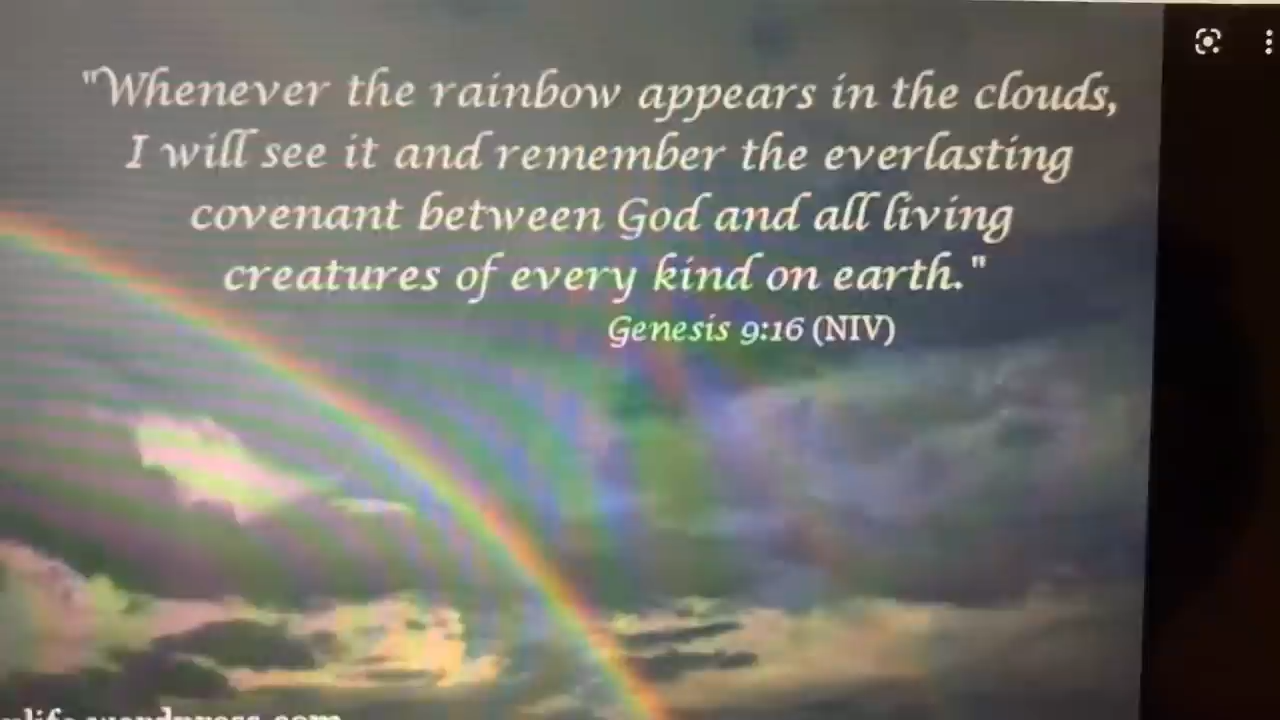 "Whenever the rainbow appears in the clouds,
I will see it and remember the everlasting
covenant between God and all living
creatures of every kind on earth."
Genesis 9:16 (NIV)